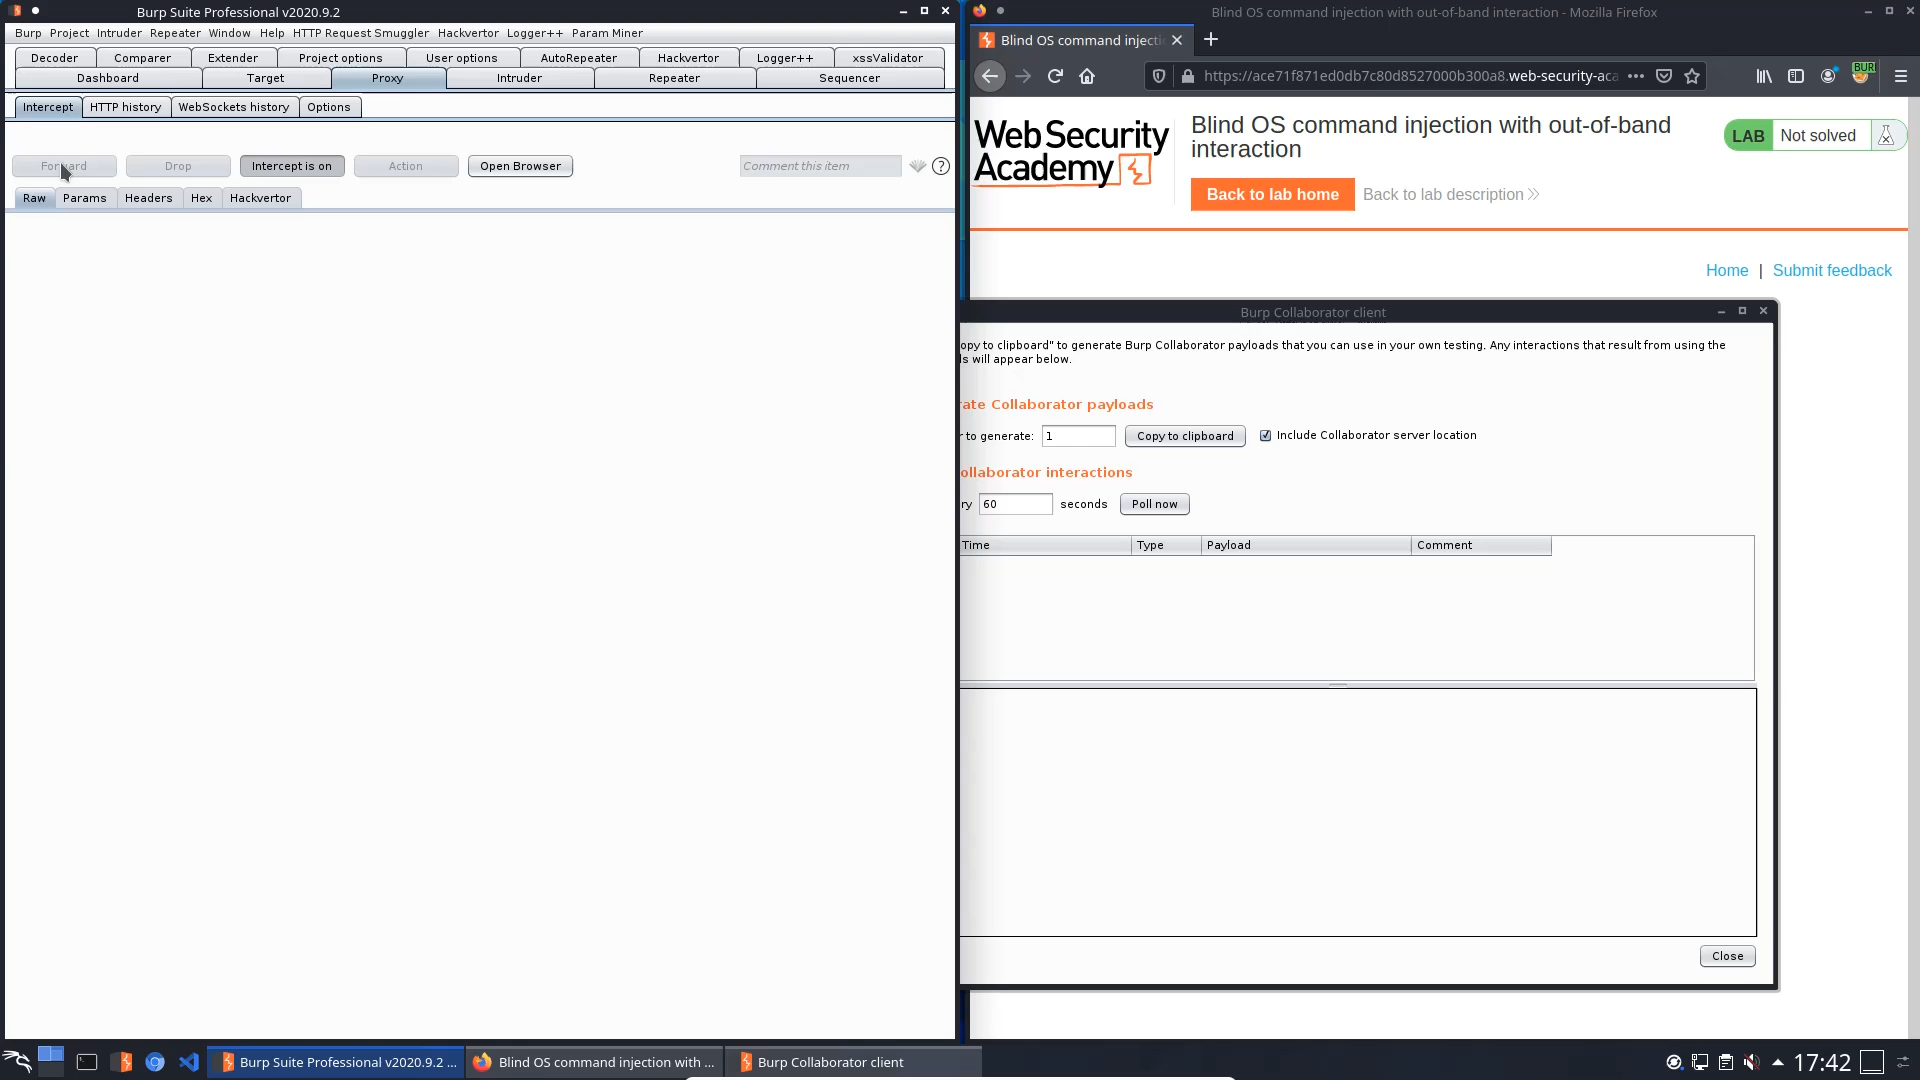 Burp Suite Professional v2020.9.2
Burp Project Intruder Repeater Window Help HTTP Request Smuggler Hackvertor Logger++ Param Miner
Decoder Comparer Extender Project options User options AutoRepeater Hackvertor Logger++ xssValidator
Dashboard Target Proxy Intruder Repeater Sequencer
Intercept HTTP history WebSockets history Options
Forward Drop Intercept is on Action Open Browser Comment this item ?
Raw Params Headers Hex Hackvertor
Blind OS command injection with out-of-band interaction - Mozilla Firefox
Blind OS command injecti
https://ace71f871ed0db7c80d8527000b300a8.web-security-aca
BURP
WebSecurity
Academy
Blind OS command injection with out-of-band
interaction
LAB Not solved
Back to lab home Back to lab description
Home | Submit feedback
Burp Collaborator client
opy to clipboard" to generate Burp Collaborator payloads that you can use in your own testing. Any interactions that result from using the
ls will appear below.
rate Collaborator payloads
r to generate: 1 Copy to clipboard Include Collaborator server location
ollaborator interactions
ry 60 seconds Poll now
Time Type Payload Comment
Close
Burp Suite Professional v2020.9.2 ... Blind OS command injection with ... Burp Collaborator client 17:42